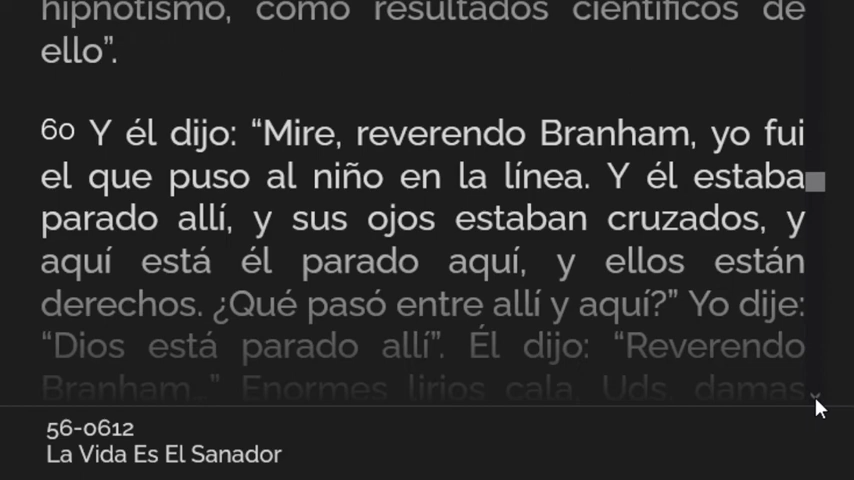 hipnotismo, como resultados científicos de
ello”.
60 Y él dijo: “Mire, reverendo Branham, yo fui
el que puso al niño en la línea. Y él estaba
parado allí, y sus ojos estaban cruzados, y
aquí está él parado aquí, y ellos están
derechos. ¿Qué pasó entre allí y aquí?” Yo dije:
“Dios está parado allí”. Él dijo: “Reverendo
Branham…” Enormes lirios cala, Uds. damas
56-0612
La Vida Es El Sanador